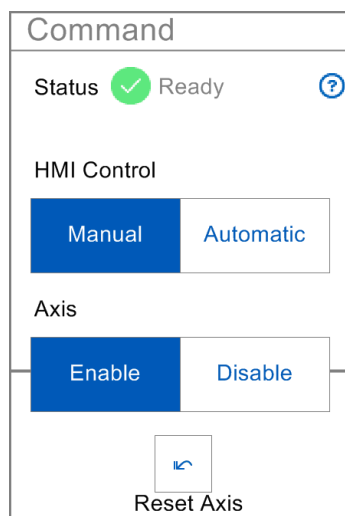 Command
Status Ready ?
HMI Control
Manual Automatic
Axis
Enable Disable
Reset Axis